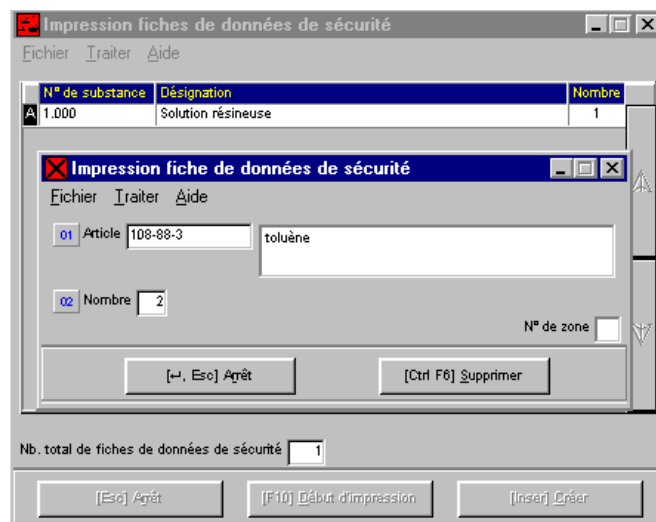 Impression fiches de données de sécurité
Fichier Traiter Aide
N° de substance Désignation Nombre
A 1.000 Solution résineuse 1
Impression fiche de données de sécurité
Fichier Traiter Aide
01 Article 108-88-3 toluène
02 Nombre 2
N° de zone
[↵, Esc] Arrêt [Ctrl F6] Supprimer
Nb. total de fiches de données de sécurité 1
[Esc] Arrêt [F10] Début d'impression [Inser] Créer